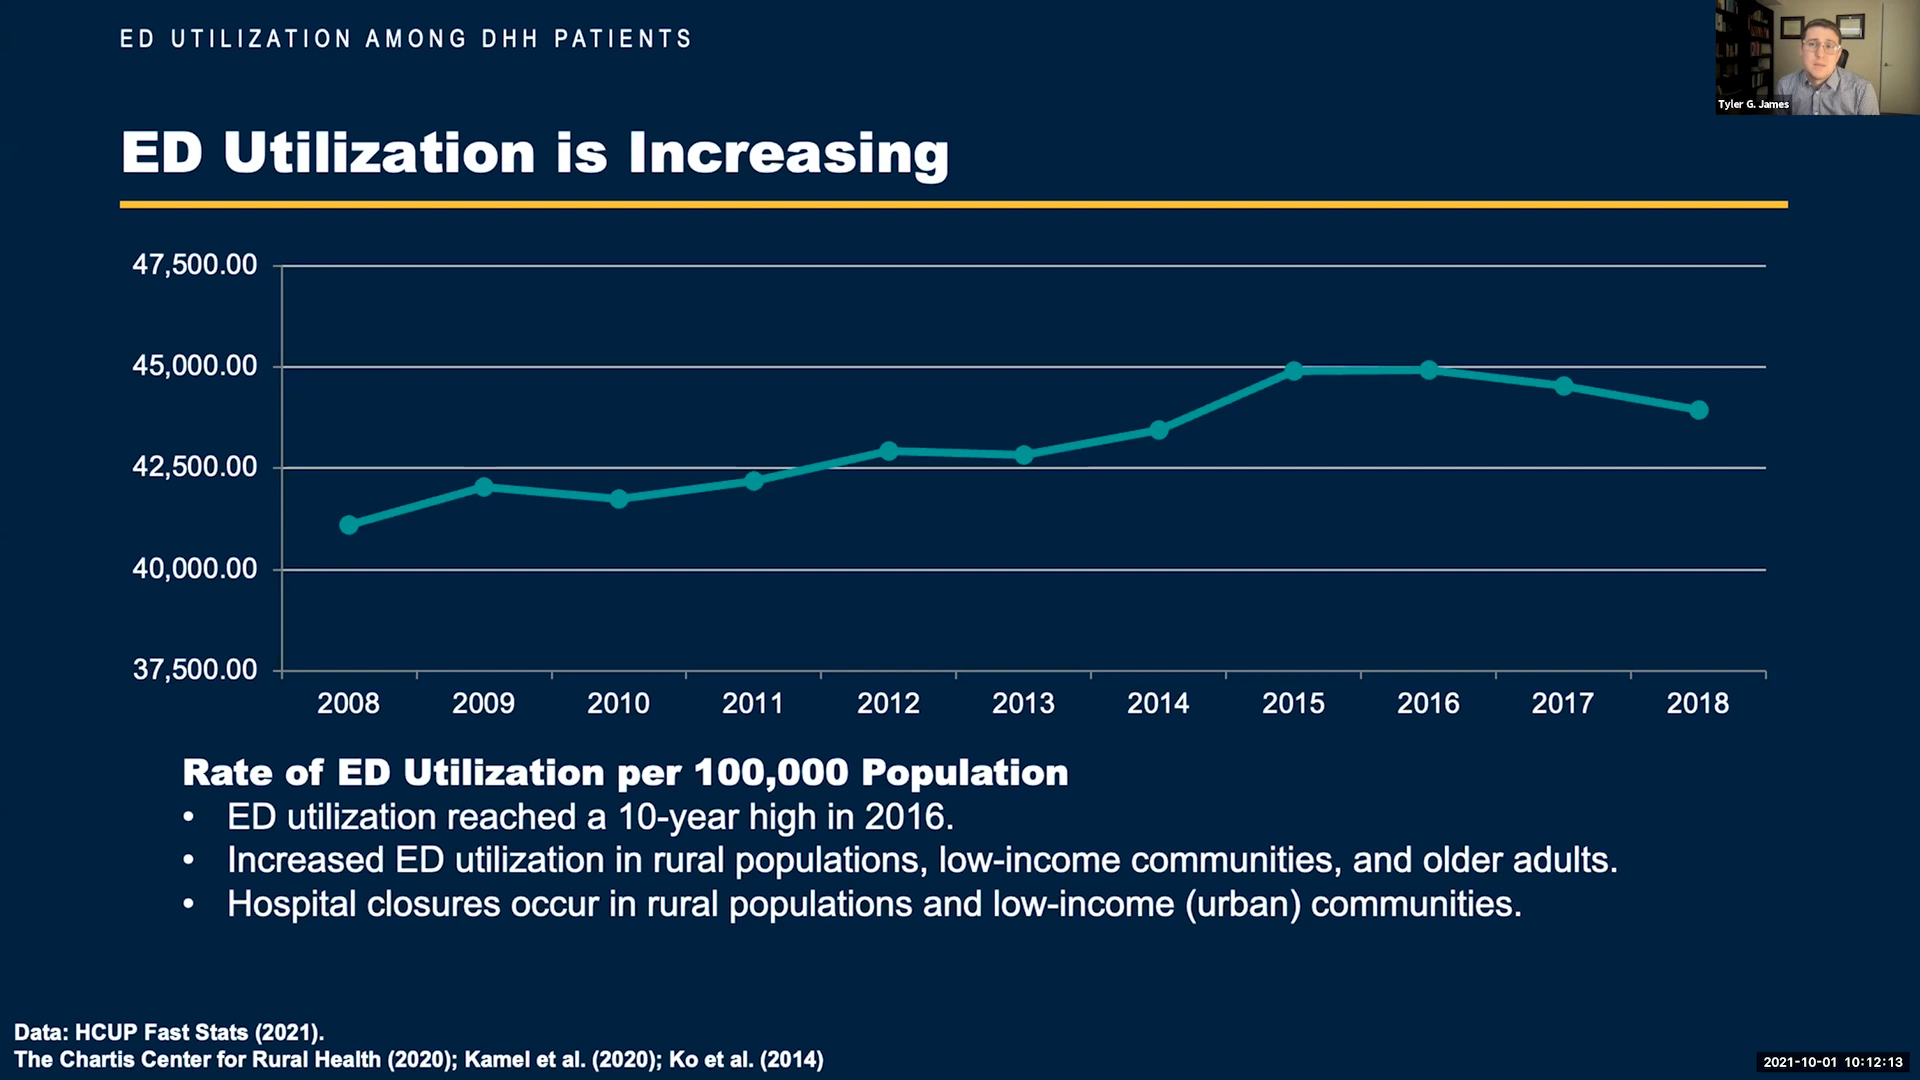 ED UTILIZATION AMONG DHH PATIENTS
Tyler G. James
ED Utilization is Increasing
47,500.00
45,000.00
42,500.00
40,000.00
37,500.00
2008 2009 2010 2011 2012 2013 2014 2015 2016 2017 2018
Rate of ED Utilization per 100,000 Population
• ED utilization reached a 10-year high in 2016.
• Increased ED utilization in rural populations, low-income communities, and older adults.
• Hospital closures occur in rural populations and low-income (urban) communities.
Data: HCUP Fast Stats (2021).
The Chartis Center for Rural Health (2020); Kamel et al. (2020); Ko et al. (2014)
2021-10-01 10:12:13